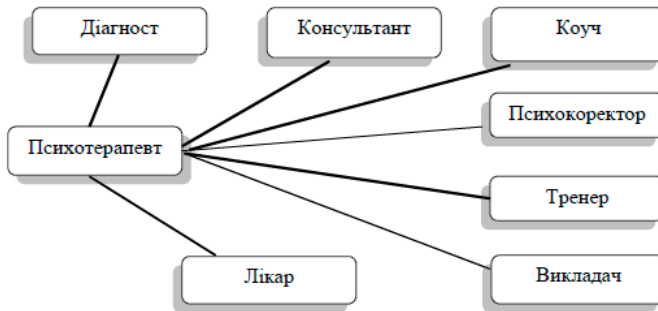 Діагност
Консультант
Коуч
Психокоректор
Психотерапевт
Тренер
Лікар
Викладач